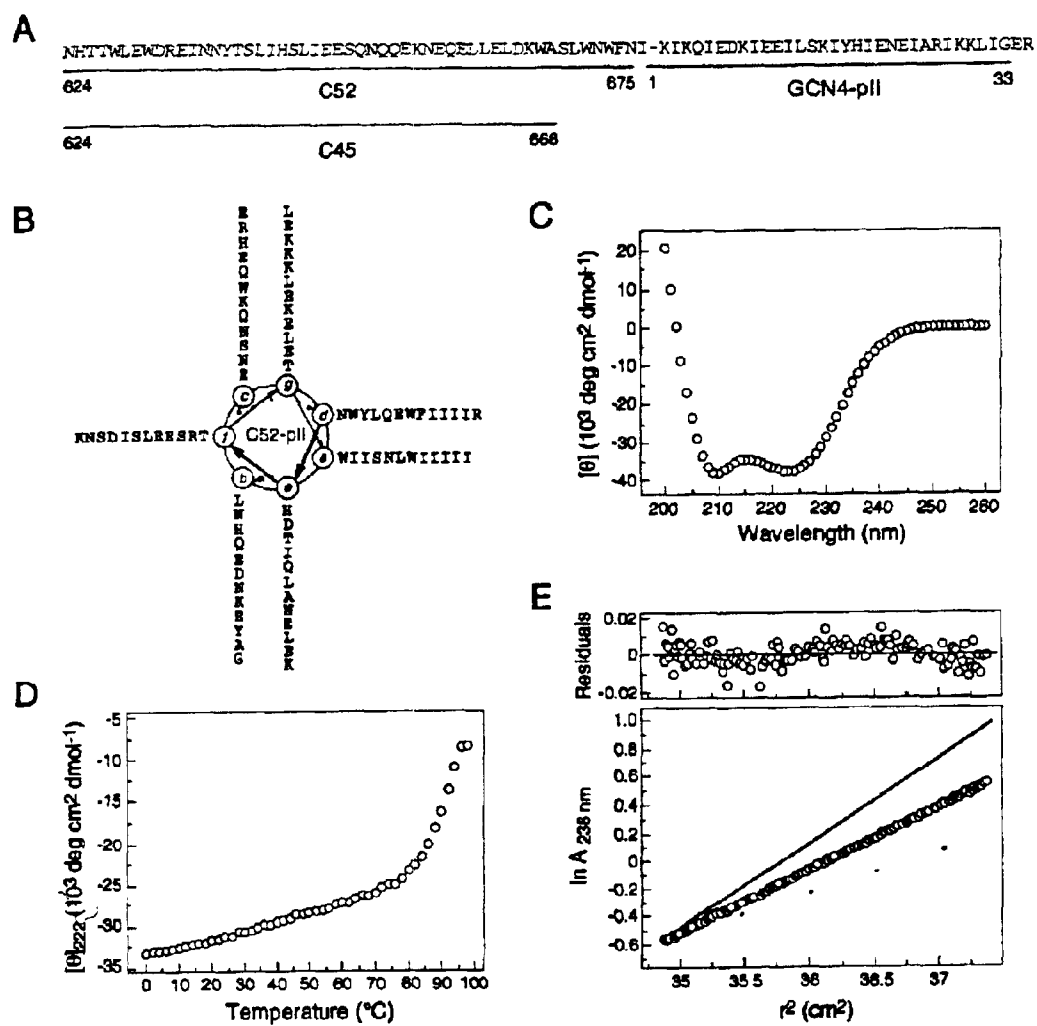 A
NHTTWLEWDREINNYTSLIHSLIEESQNQQEKNEQELLELDKWASLWNWFNI-KIKQIEDKIEEILSKIYHIENEIARIKKLIGER
624 C52 675 1 GCN4-pII 33
624 C45 668
B
c
g
d
NWYLQEWFIIIIR
C52-pII
KNSDISLEESRT
f
a
WIISNLWIIIII
b
e
C
[θ] (10³ deg cm² dmol⁻¹)
20
10
0
-10
-20
-30
-40
200 210 220 230 240 250 260
Wavelength (nm)
D
[θ]222 (10³ deg cm² dmol⁻¹)
-5
-10
-15
-20
-25
-30
-35
0 10 20 30 40 50 60 70 80 90 100
Temperature (°C)
E
Residuals
0.02
0
-0.02
ln A 238 nm
1.0
0.8
0.6
0.4
0.2
0
-0.2
-0.4
-0.6
35 35.5 36 36.5 37
r² (cm²)